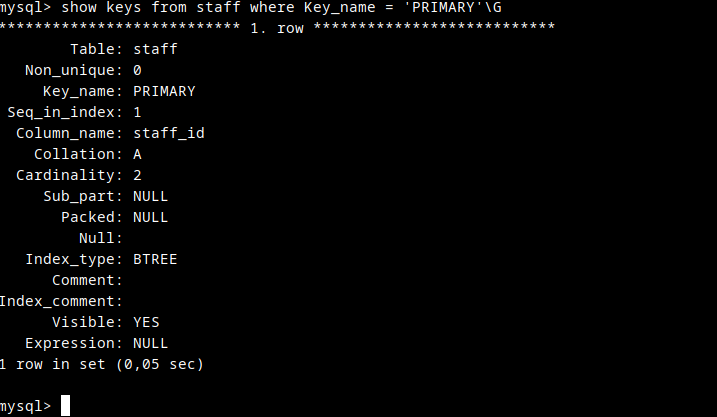 mysql> show keys from staff where Key_name = 'PRIMARY'\G
*************************** 1. row ***************************
Table: staff
Non_unique: 0
Key_name: PRIMARY
Seq_in_index: 1
Column_name: staff_id
Collation: A
Cardinality: 2
Sub_part: NULL
Packed: NULL
Null:
Index_type: BTREE
Comment:
Index_comment:
Visible: YES
Expression: NULL
1 row in set (0,05 sec)
mysql>